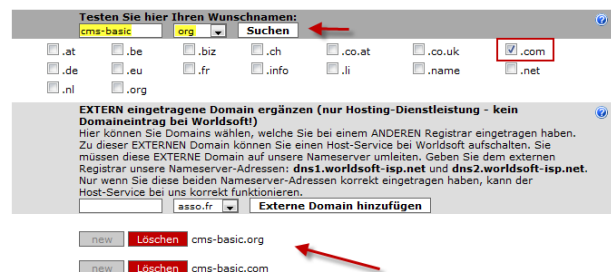 Testen Sie hier Ihren Wunschnamen:
cms-basic org Suchen
.at .be .biz .ch .co.at .co.uk .com
.de .eu .fr .info .li .name .net
.nl .org
EXTERN eingetragene Domain ergänzen (nur Hosting-Dienstleistung - kein
Domaineintrag bei Worldsoft!)
Hier können Sie Domains wählen, welche Sie bei einem ANDEREN Registrar eingetragen haben.
Zu dieser EXTERNEN Domain können Sie einen Host-Service bei Worldsoft aufschalten. Sie
müssen diese EXTERNE Domain auf unsere Nameserver umleiten. Geben Sie dem externen
Registrar unsere Nameserver-Adressen: dns1.worldsoft-isp.net und dns2.worldsoft-isp.net.
Nur wenn Sie diese beiden Nameserver-Adressen korrekt eingetragen haben, kann der
Host-Service bei uns korrekt funktionieren.
asso.fr Externe Domain hinzufügen
new Löschen cms-basic.org
new Löschen cms-basic.com